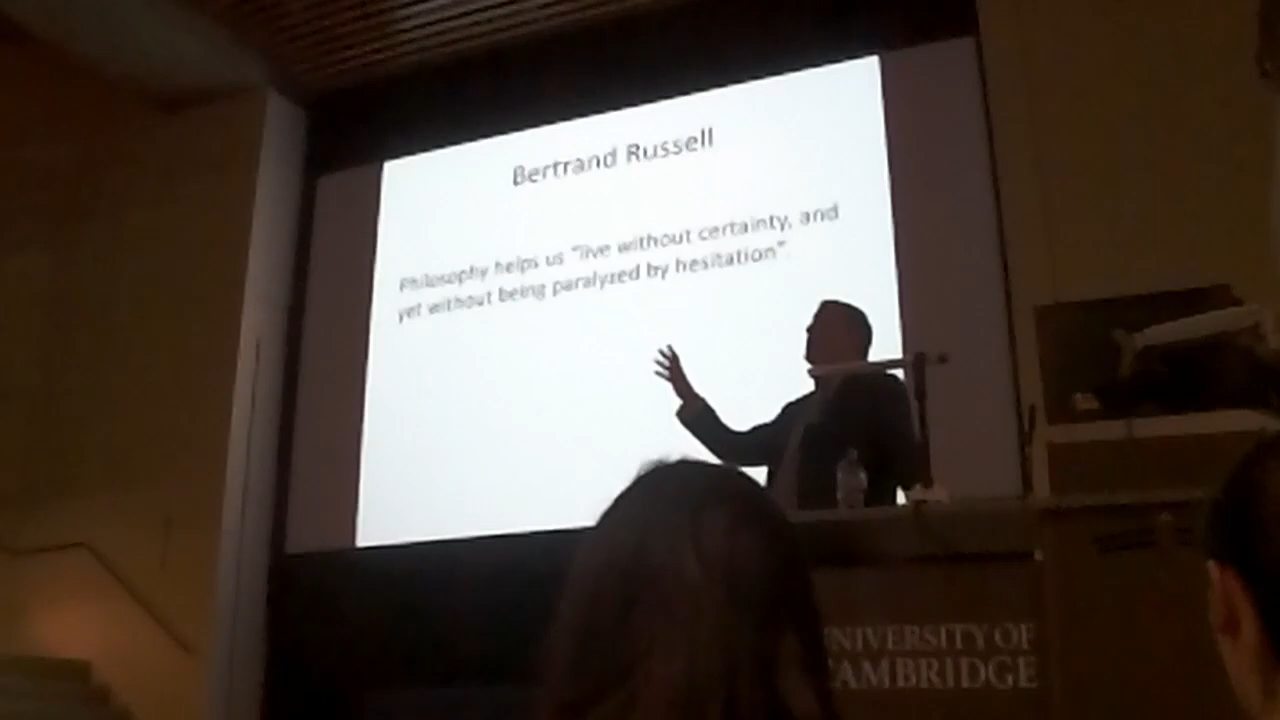 Bertrand Russell
Philosophy helps us "live without certainty, and
yet without being paralyzed by hesitation".
UNIVERSITY OF
CAMBRIDGE